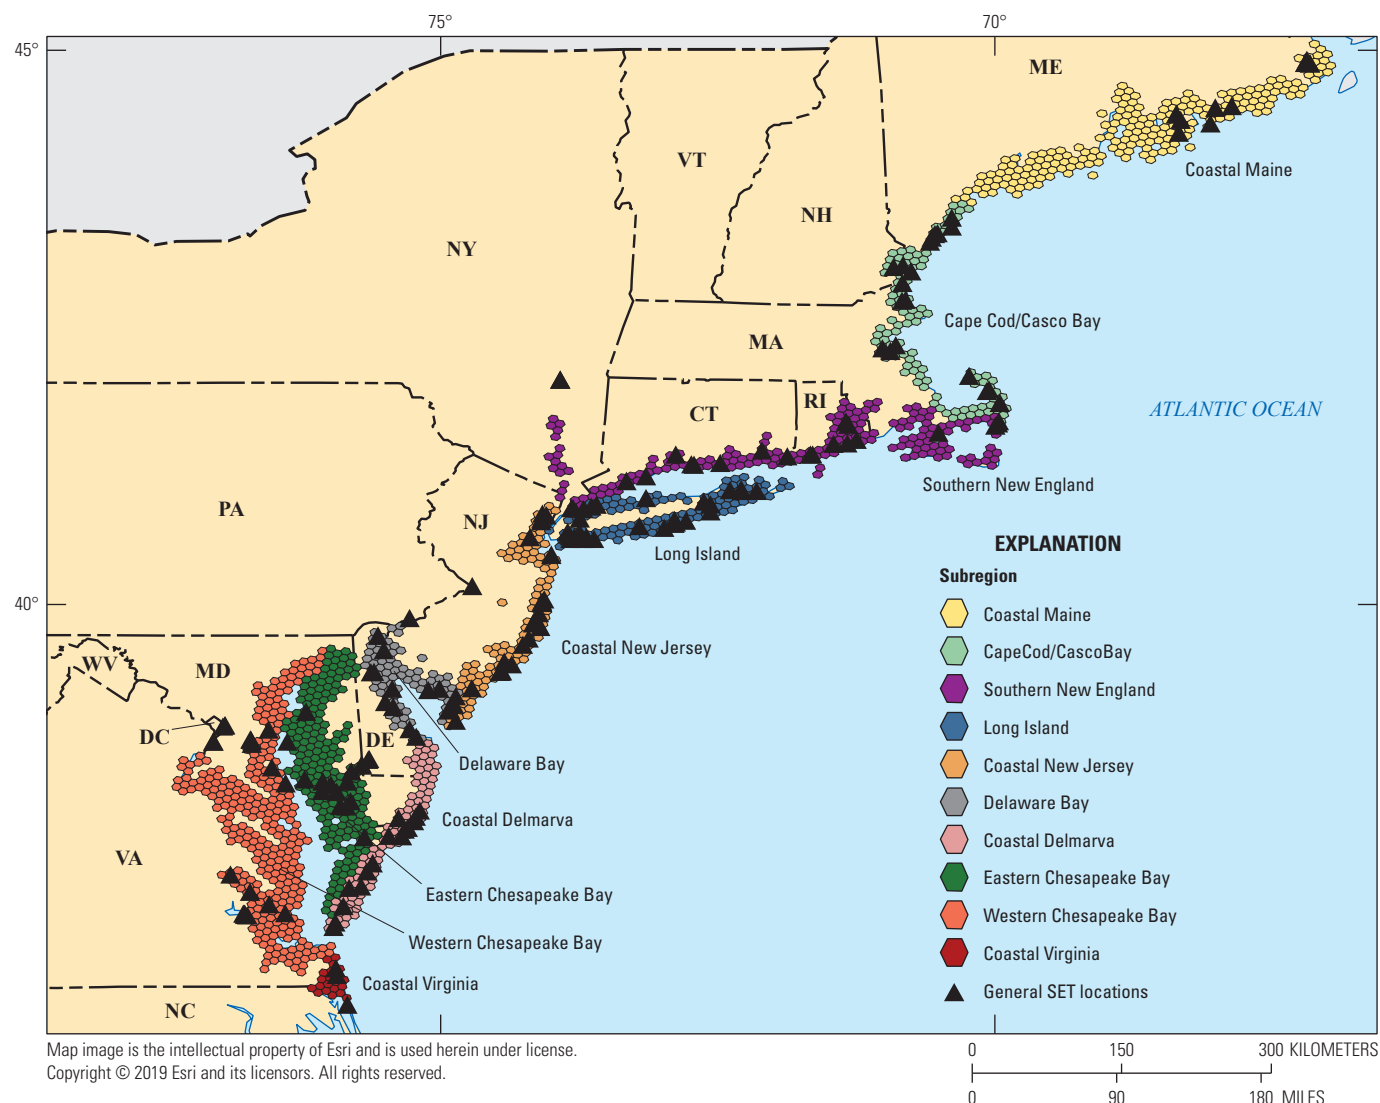 75°
70°
45°
ME
VT
Coastal Maine
NH
NY
Cape Cod/Casco Bay
MA
RI
CT
ATLANTIC OCEAN
Southern New England
PA
NJ
Long Island
EXPLANATION
Subregion
40°
Coastal Maine
CapeCod/CascoBay
Southern New England
Long Island
Coastal New Jersey
Delaware Bay
Coastal Delmarva
Eastern Chesapeake Bay
Western Chesapeake Bay
Coastal Virginia
General SET locations
Coastal New Jersey
WV
MD
DC
DE
Delaware Bay
Coastal Delmarva
VA
Eastern Chesapeake Bay
Western Chesapeake Bay
Coastal Virginia
NC
Map image is the intellectual property of Esri and is used herein under license.
Copyright © 2019 Esri and its licensors. All rights reserved.
0 150 300 KILOMETERS
0 90 180 MILES